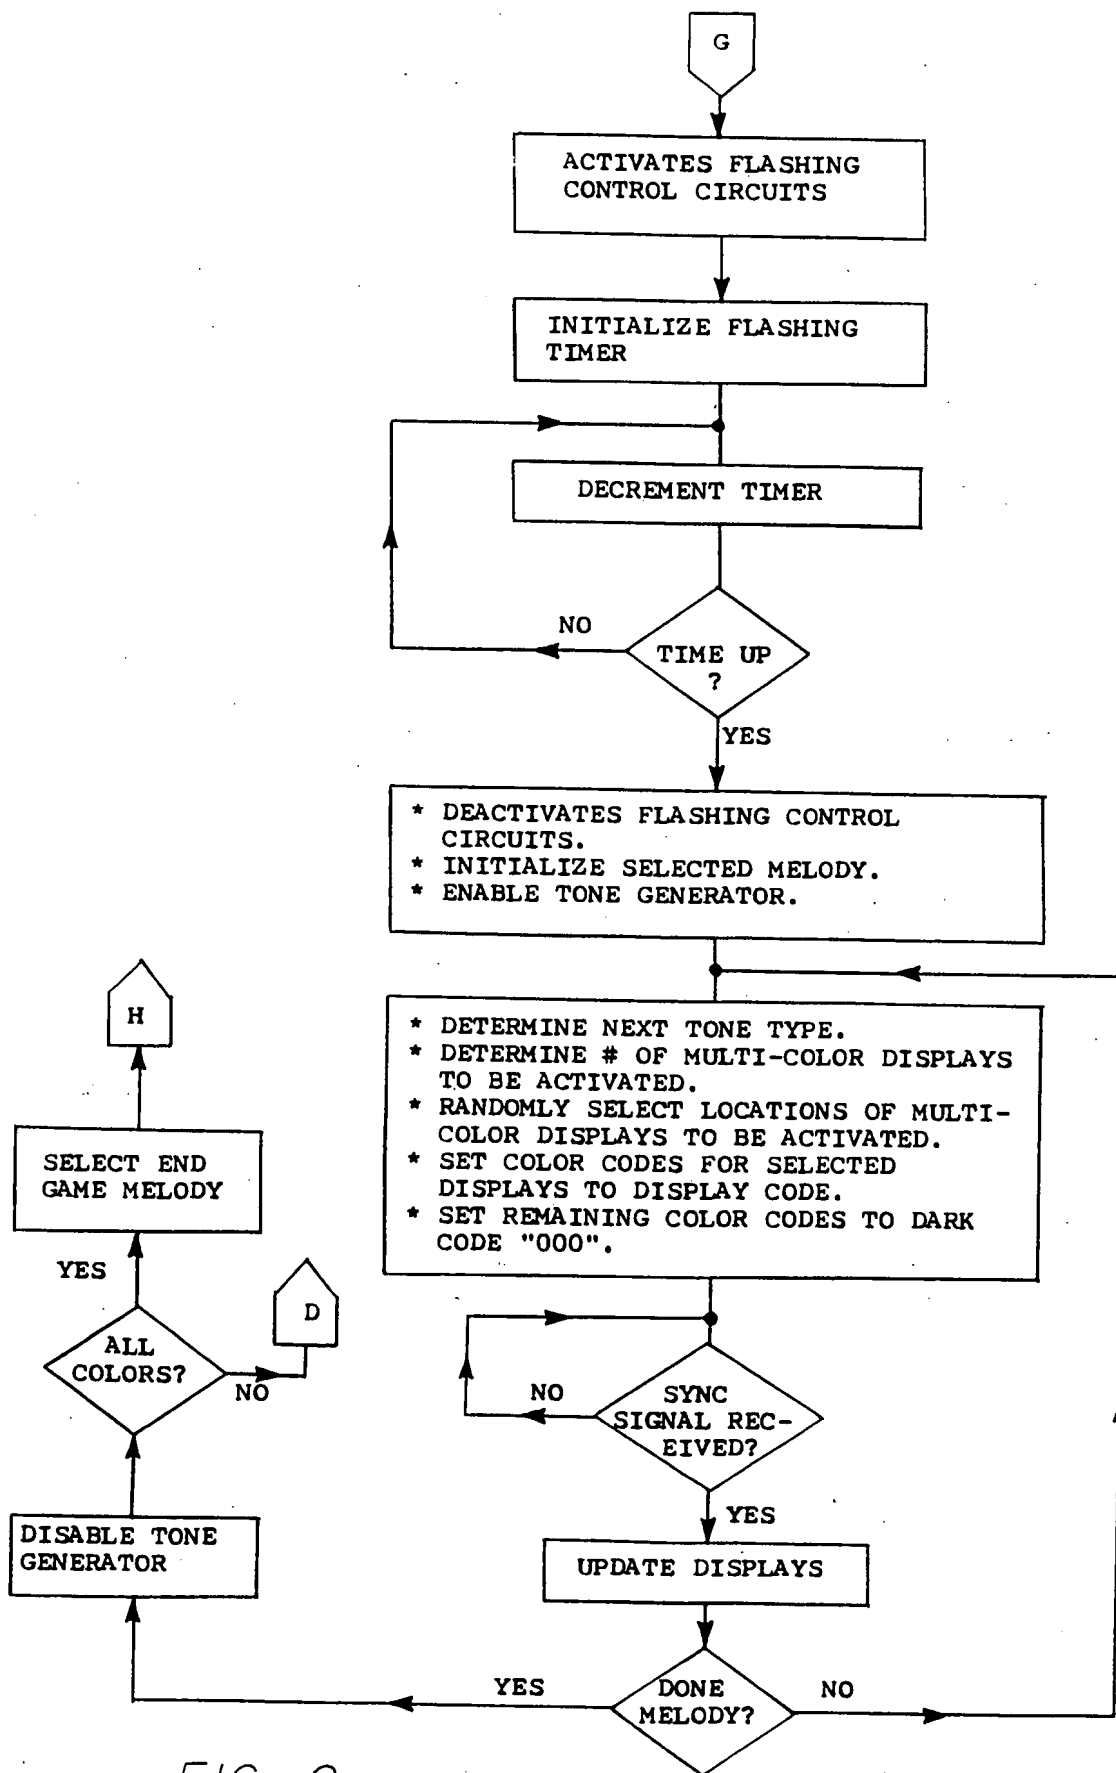 G
ACTIVATES FLASHING
CONTROL CIRCUITS
INITIALIZE FLASHING
TIMER
DECREMENT TIMER
NO
TIME UP
?
YES
* DEACTIVATES FLASHING CONTROL
CIRCUITS.
* INITIALIZE SELECTED MELODY.
* ENABLE TONE GENERATOR.
H
* DETERMINE NEXT TONE TYPE.
* DETERMINE # OF MULTI-COLOR DISPLAYS
TO BE ACTIVATED.
* RANDOMLY SELECT LOCATIONS OF MULTI-
COLOR DISPLAYS TO BE ACTIVATED.
* SET COLOR CODES FOR SELECTED
DISPLAYS TO DISPLAY CODE.
* SET REMAINING COLOR CODES TO DARK
CODE "000".
SELECT END
GAME MELODY
YES
D
ALL
COLORS?
NO
NO
SYNC
SIGNAL REC-
EIVED?
YES
DISABLE TONE
GENERATOR
UPDATE DISPLAYS
YES
DONE
MELODY?
NO